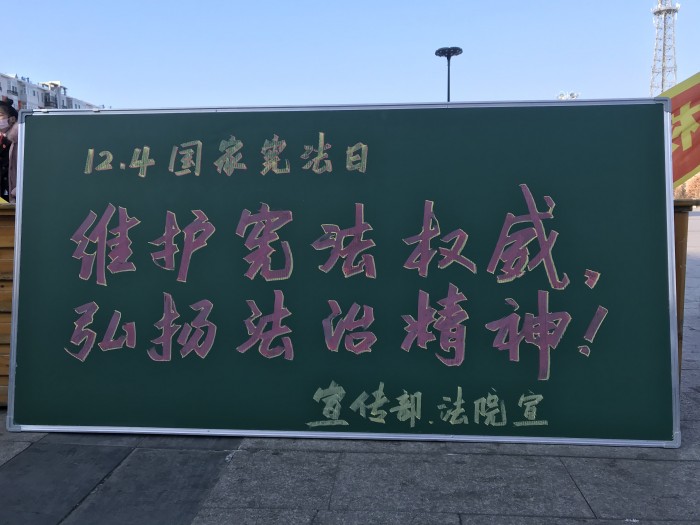 12.4国家宪法日
维护宪法权威,
弘扬法治精神!
宣传部、法院宣